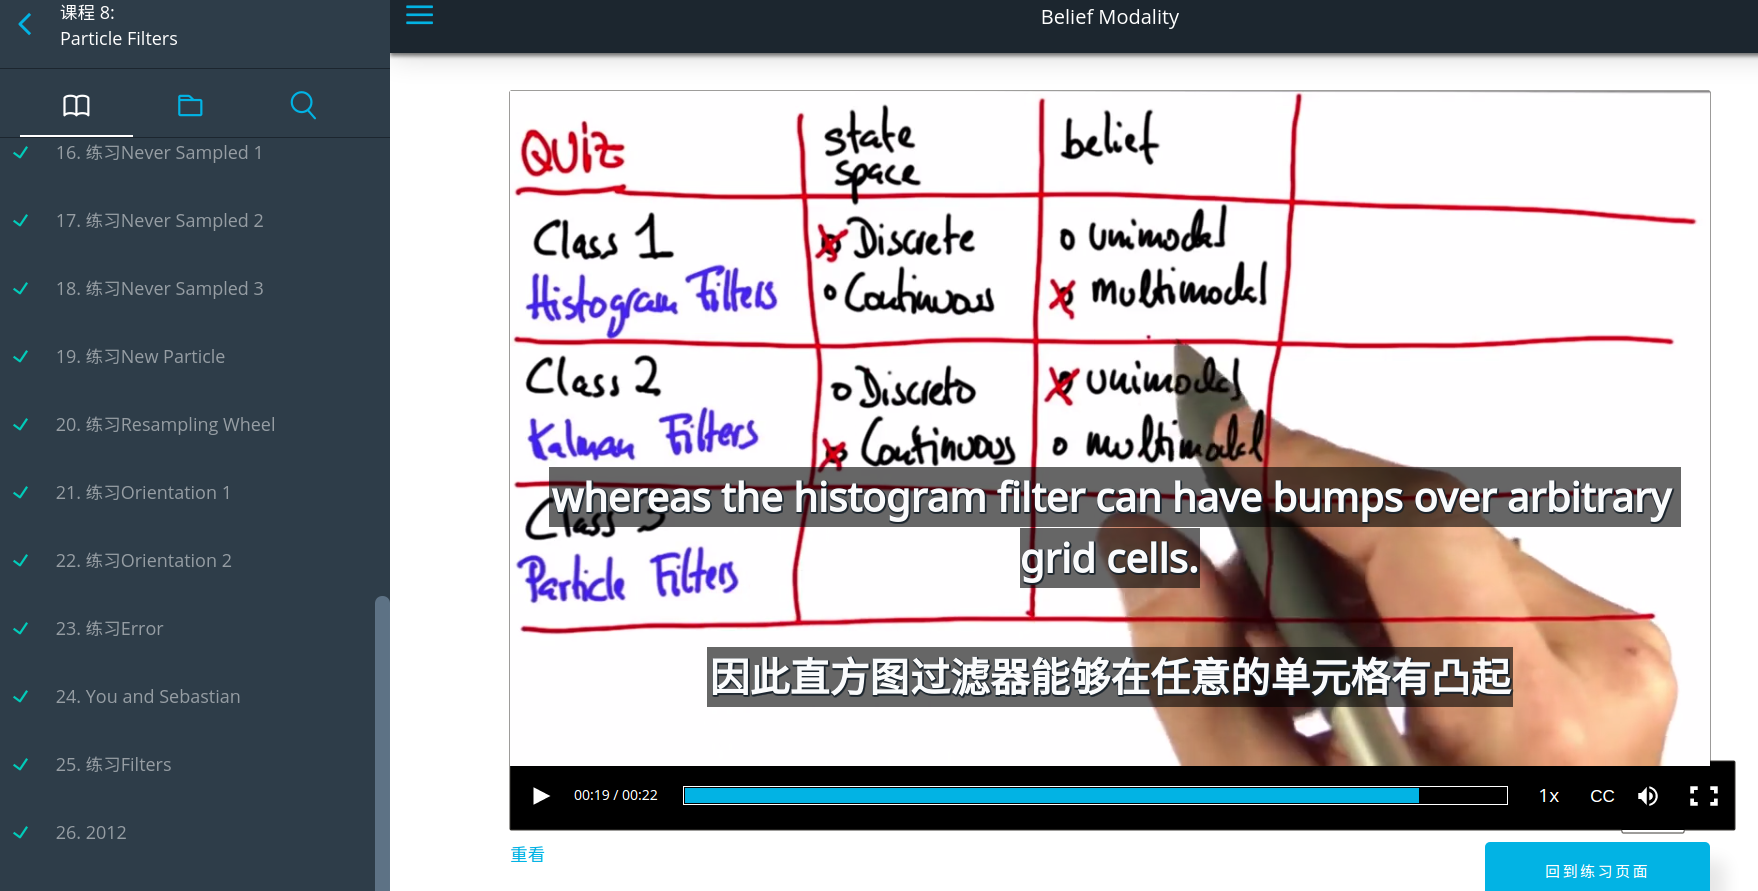 课程 8:
Particle Filters
16. 练习Never Sampled 1
17. 练习Never Sampled 2
18. 练习Never Sampled 3
19. 练习New Particle
20. 练习Resampling Wheel
21. 练习Orientation 1
22. 练习Orientation 2
23. 练习Error
24. You and Sebastian
25. 练习Filters
26. 2012
Belief Modality
QUIZ
state space
belief
Class 1
Histogram Filters
Discrete
Continuous
unimodal
multimodal
Class 2
Kalman Filters
Discrete
Continuous
unimodal
multimodal
Class 3
Particle Filters
whereas the histogram filter can have bumps over arbitrary
grid cells.
因此直方图过滤器能够在任意的单元格有凸起
00:19 / 00:22
1x
CC
重看
回到练习页面